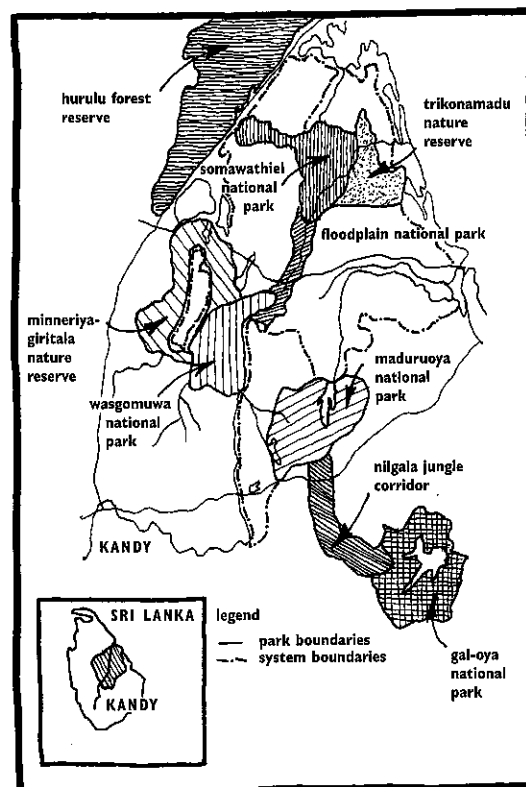 hurulu forest
reserve
trikonamadu
nature
reserve
somawathiel
national
park
floodplain national park
minneriya-
giritala
nature
reserve
wasgomuwa
national
park
maduruoya
national
park
nilgala jungle
corridor
KANDY
gal-oya
national
park
SRI LANKA
KANDY
legend
park boundaries
system boundaries